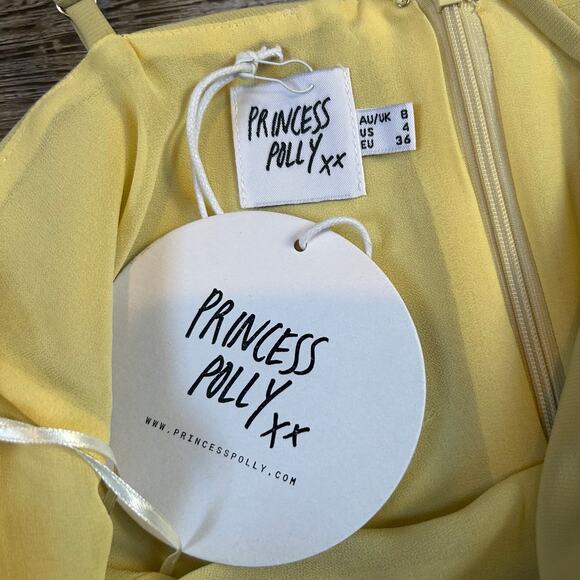 PRINCESS
POLLY xx
AU/UK 8
US 4
EU 36
PRINCESS
POLLY xx
WWW.PRINCESSPOLLY.COM